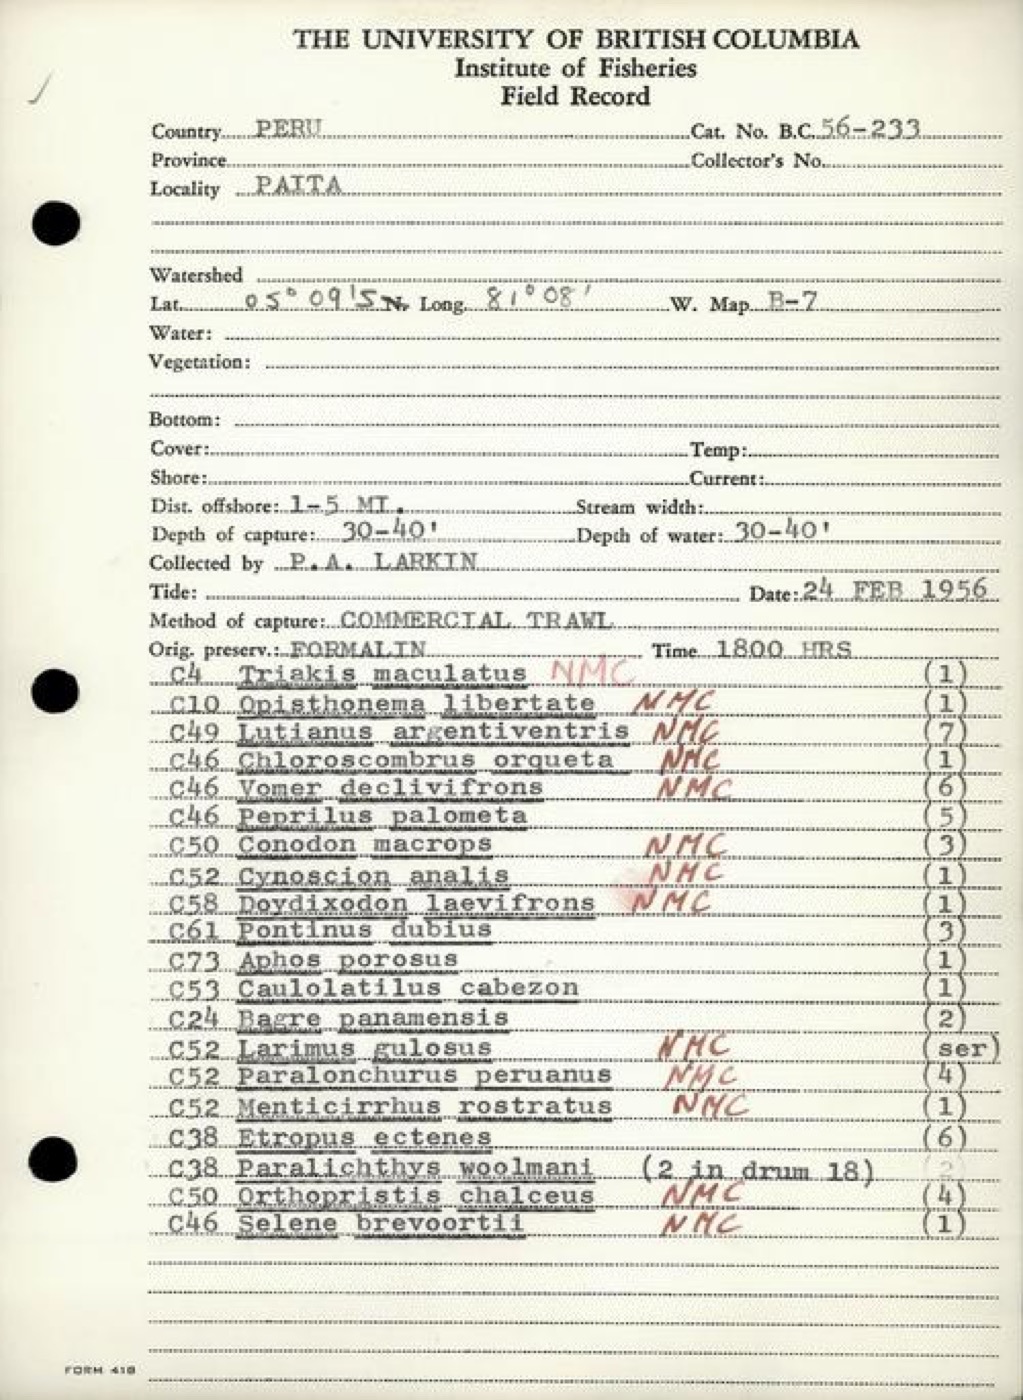 THE UNIVERSITY OF BRITISH COLUMBIA
Institute of Fisheries
Field Record
Country PERU Cat. No. B.C. 56-233
Province Collector's No.
Locality PAITA
Watershed
Lat. 05° 09'S N. Long. 81° 08' W. Map B-7
Water:
Vegetation:
Bottom:
Cover: Temp:
Shore: Current:
Dist. offshore: 1-5 MI. Stream width:
Depth of capture: 30-40' Depth of water: 30-40'
Collected by P.A. LARKIN
Tide: Date: 24 FEB 1956
Method of capture: COMMERCIAL TRAWL
Orig. preserv.: FORMALIN Time 1800 HRS
C4 Triakis maculatus NMC (1)
C10 Opisthonema libertate NMC (1)
C49 Lutianus argentiventris NMC (7)
C46 Chloroscombrus orqueta NMC (1)
C46 Vomer declivifrons NMC (6)
C46 Peprilus palometa (5)
C50 Conodon macrops NMC (3)
C52 Cynoscion analis NMC (1)
C58 Doydixodon laevifrons NMC (1)
C61 Pontinus dubius (3)
C73 Aphos porosus (1)
C53 Caulolatilus cabezon (1)
C24 Bagre panamensis (2)
C52 Larimus gulosus NMC (ser)
C52 Paralonchurus peruanus NMC (4)
C52 Menticirrhus rostratus NMC (1)
C38 Etropus ectenes (6)
C38 Paralichthys woolmani (2 in drum 18)
C50 Orthopristis chalceus NMC (4)
C46 Selene brevoortii NMC (1)
FORM 41B